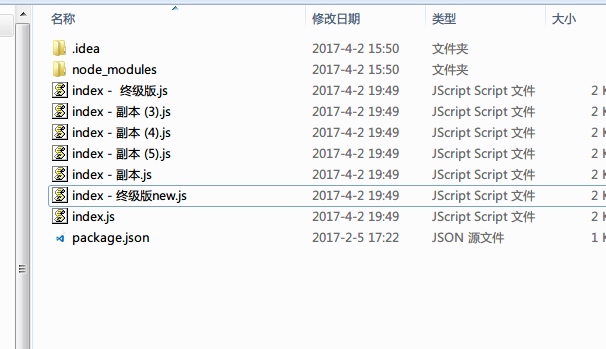 名称 修改日期 类型 大小
.idea 2017-4-2 15:50 文件夹
node_modules 2017-4-2 15:50 文件夹
index - 终级版.js 2017-4-2 19:49 JScript Script 文件 2 K
index - 副本 (3).js 2017-4-2 19:49 JScript Script 文件 2 K
index - 副本 (4).js 2017-4-2 19:49 JScript Script 文件 2 K
index - 副本 (5).js 2017-4-2 19:49 JScript Script 文件 2 K
index - 副本.js 2017-4-2 19:49 JScript Script 文件 2 K
index - 终级版new.js 2017-4-2 19:49 JScript Script 文件 2 K
index.js 2017-4-2 19:49 JScript Script 文件 2 K
package.json 2017-2-5 17:22 JSON 源文件 1 K